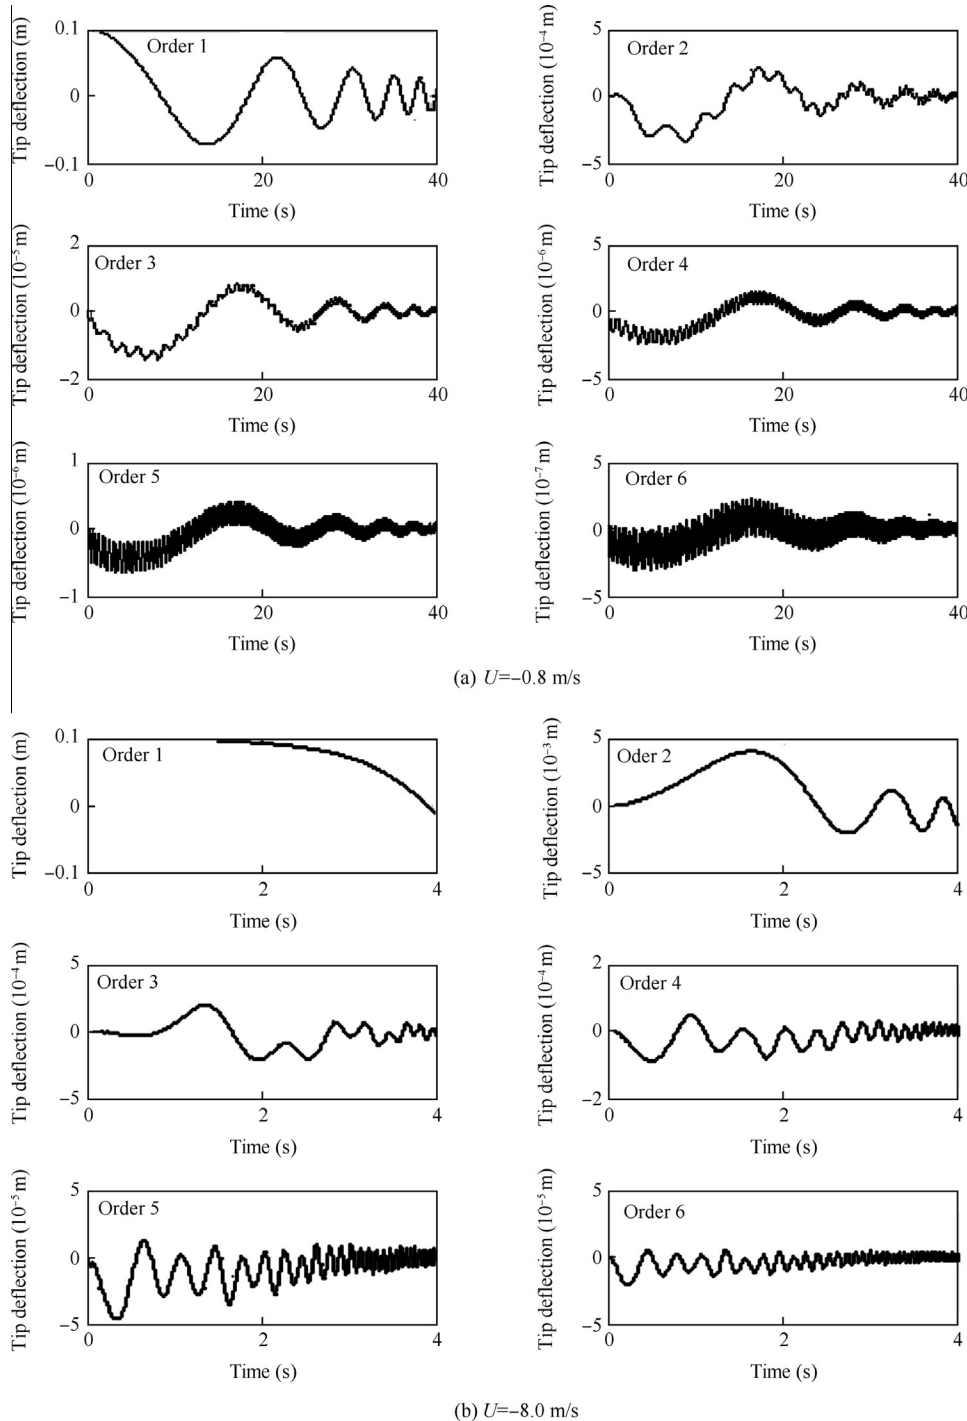 Tip deflection (m)
0.1
0
−0.1
Order 1
0
20
40
Time (s)
Tip deflection (10⁻⁴ m)
5
0
−5
Order 2
0
20
40
Time (s)
Tip deflection (10⁻⁵ m)
2
0
−2
Order 3
0
20
40
Time (s)
Tip deflection (10⁻⁶ m)
5
0
−5
Order 4
0
20
40
Time (s)
Tip deflection (10⁻⁶ m)
1
0
−1
Order 5
0
20
40
Time (s)
Tip deflection (10⁻⁷ m)
5
0
−5
Order 6
0
20
40
Time (s)
(a) U=−0.8 m/s
Tip deflection (m)
0.1
0
−0.1
Order 1
0
2
4
Time (s)
Tip deflection (10⁻³ m)
5
0
−5
Oder 2
0
2
4
Time (s)
Tip deflection (10⁻⁴ m)
5
0
−5
Order 3
0
2
4
Time (s)
Tip deflection (10⁻⁴ m)
2
0
−2
Order 4
0
2
4
Time (s)
Tip deflection (10⁻⁵ m)
5
0
−5
Order 5
0
2
4
Time (s)
Tip deflection (10⁻⁵ m)
5
0
−5
Order 6
0
2
4
Time (s)
(b) U=−8.0 m/s